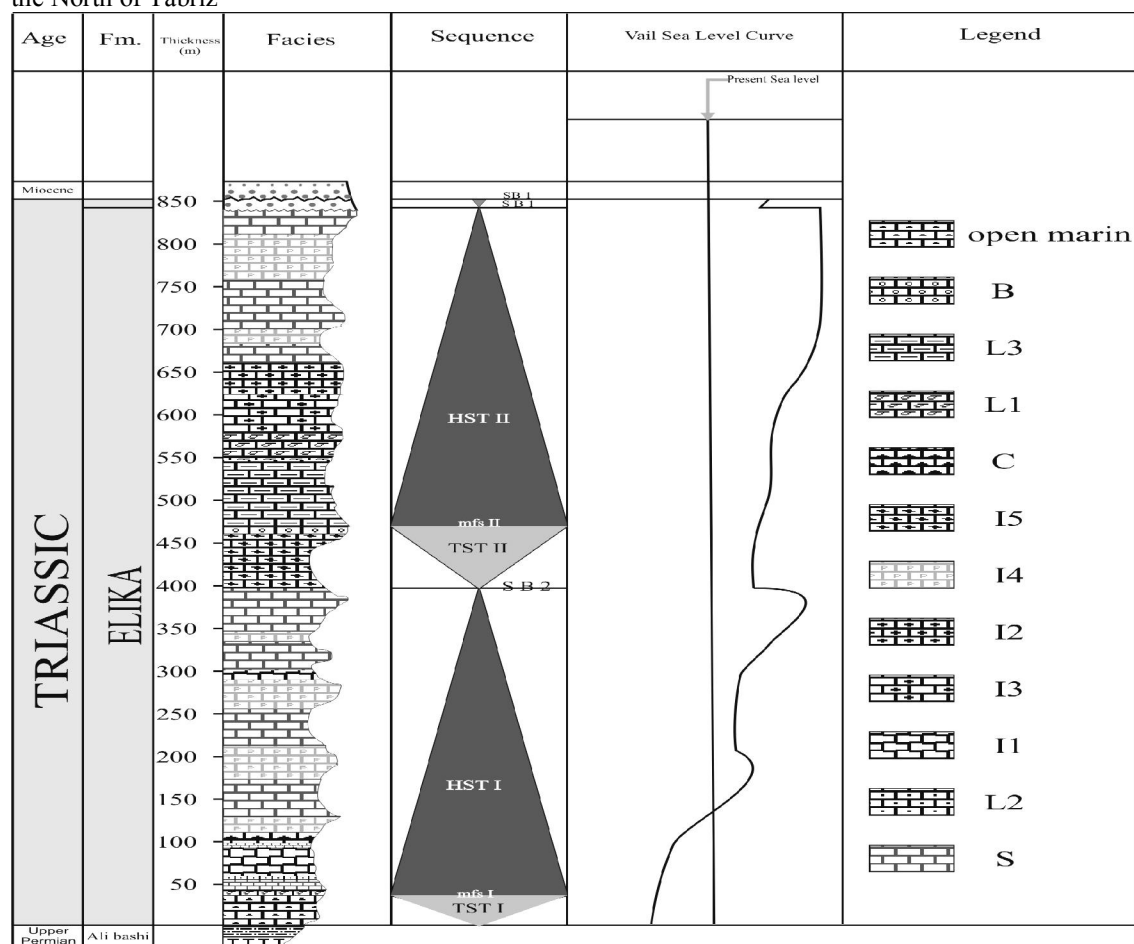 the North of Tabriz
Age Fm. Thickness (m) Facies Sequence Vail Sea Level Curve Legend
Present Sea level
Miocene
SB 1
SB 1
850
800
750
700
650
600
550
500
450
400
350
300
250
200
150
100
50
TRIASSIC
ELIKA
HST II
mfs II
TST II
S B 2
HST I
mfs I
TST I
Upper Permian
Ali bashi
open marin
B
L3
L1
C
I5
I4
I2
I3
I1
L2
S